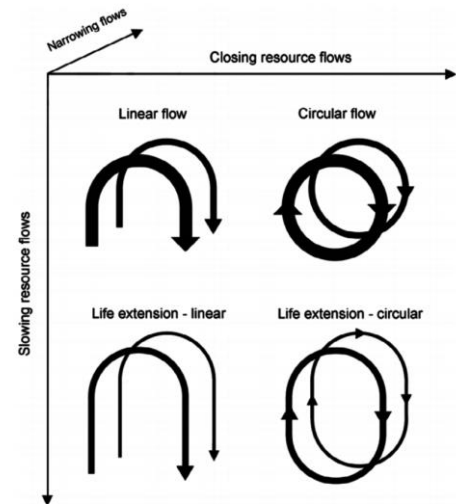 Narrowing flows
Closing resource flows
Linear flow
Circular flow
Slowing resource flows
Life extension - linear
Life extension - circular